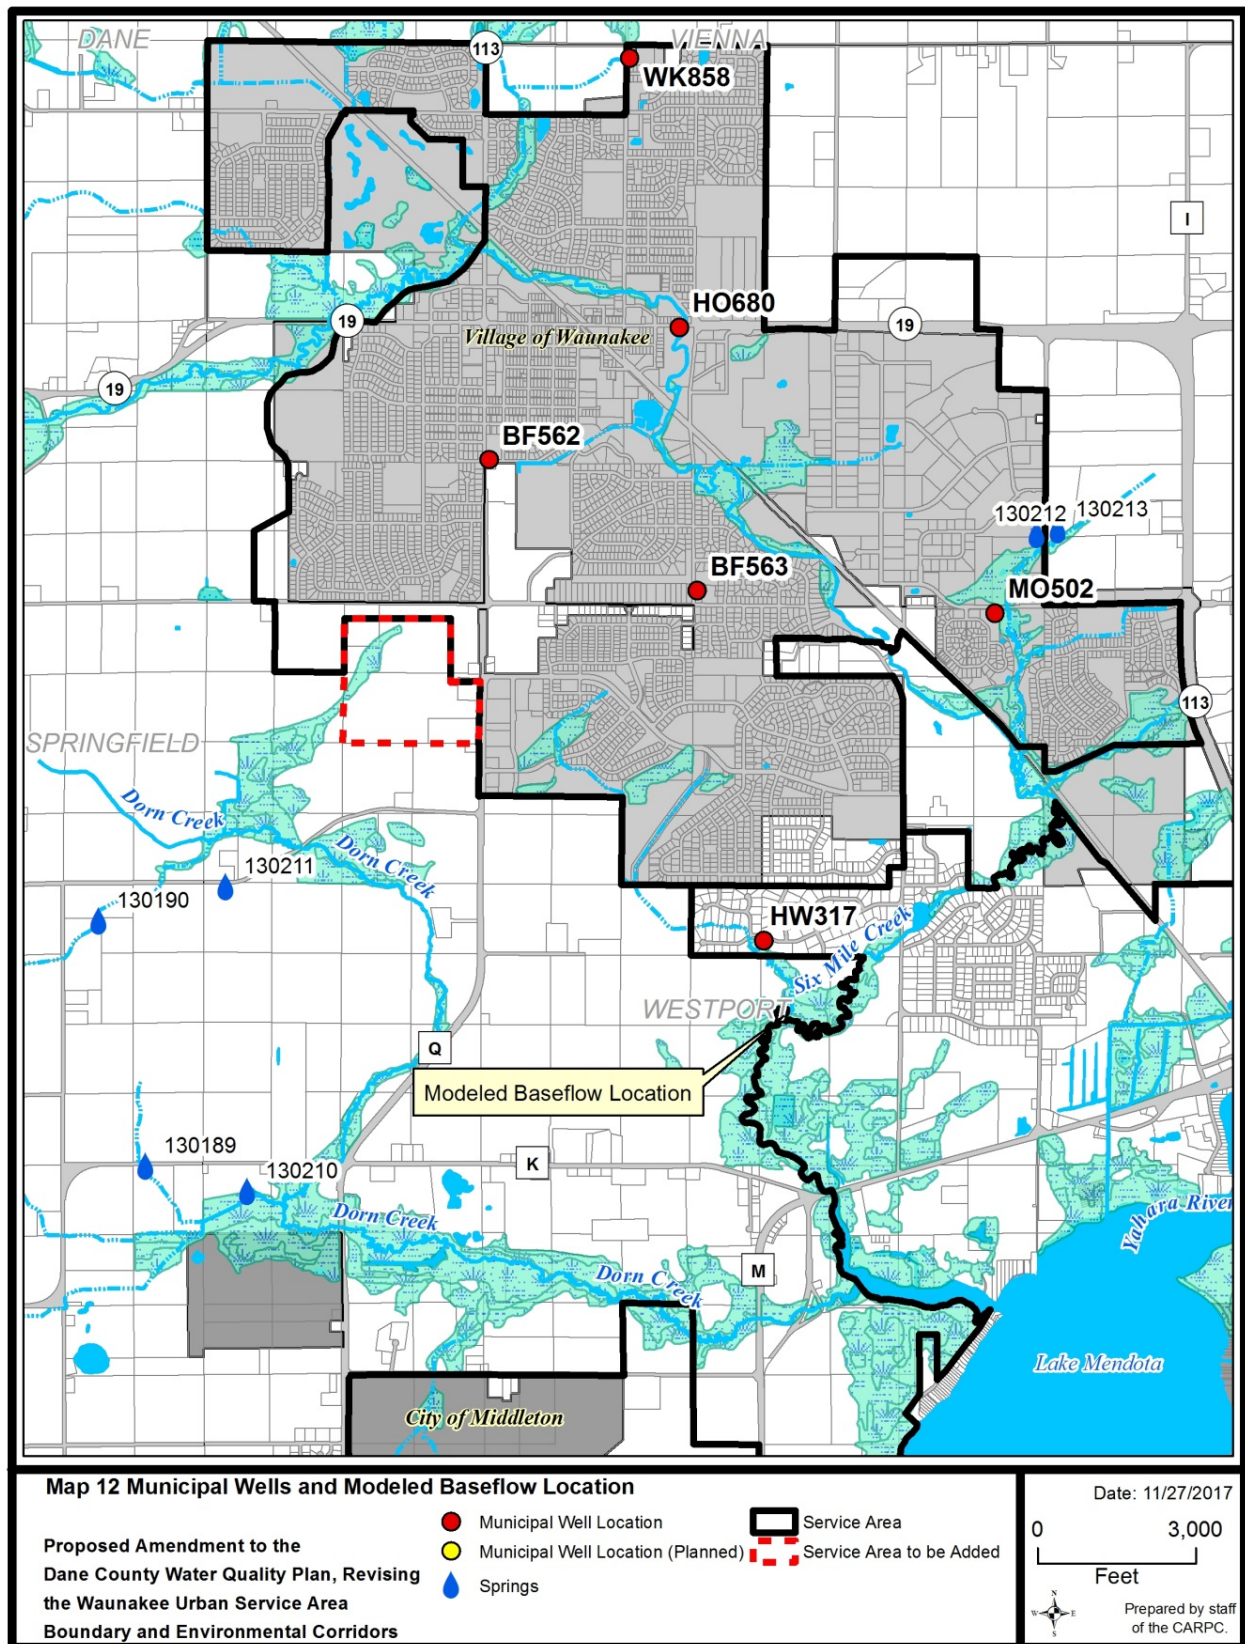 DANE
113
VIENNA
WK858
I
HO680
19
19
Village of Waunakee
19
BF562
130212
130213
BF563
MO502
113
SPRINGFIELD
Dorn Creek
Dorn Creek
130211
130190
HW317
Six Mile Creek
WESTPORT
Q
Modeled Baseflow Location
130189
K
130210
Yahara River
Dorn Creek
Dorn Creek
M
Lake Mendota
City of Middleton
Map 12 Municipal Wells and Modeled Baseflow Location
Proposed Amendment to the
Dane County Water Quality Plan, Revising
the Waunakee Urban Service Area
Boundary and Environmental Corridors
Municipal Well Location
Municipal Well Location (Planned)
Springs
Service Area
Service Area to be Added
Date: 11/27/2017
0 3,000
Feet
N
W E
S
Prepared by staff
of the CARPC.